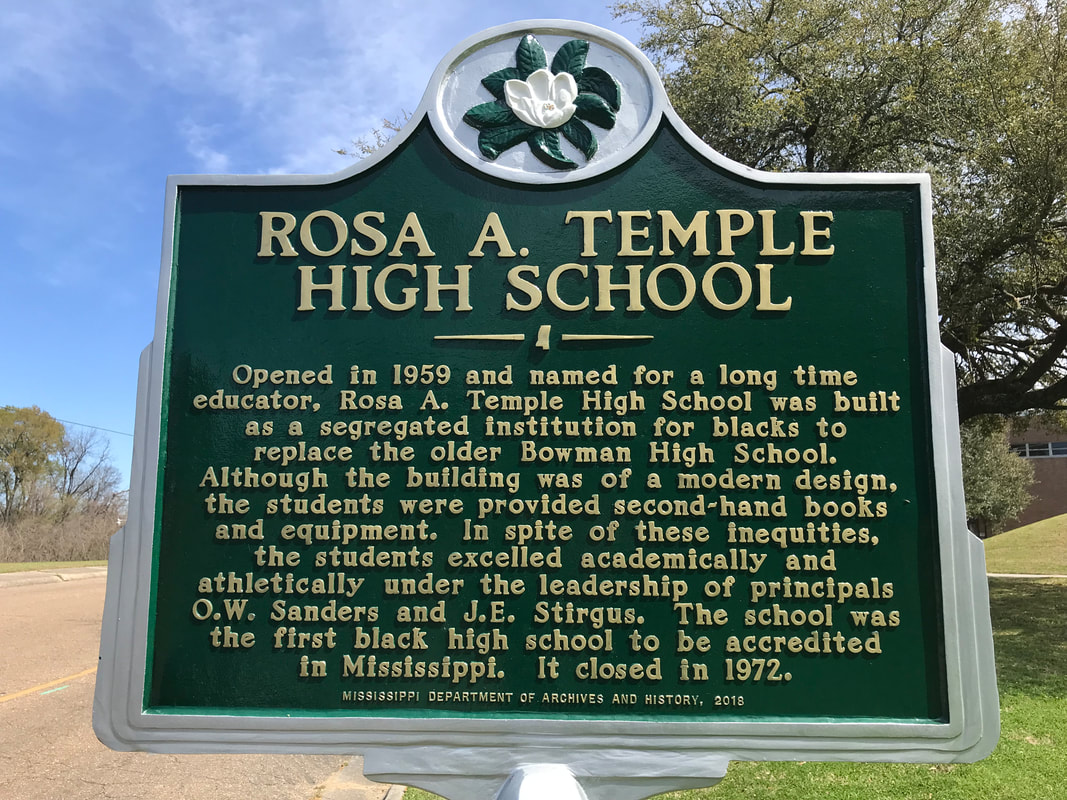 ROSA A. TEMPLE
HIGH SCHOOL
Opened in 1959 and named for a long time
educator, Rosa A. Temple High School was built
as a segregated institution for blacks to
replace the older Bowman High School.
Although the building was of a modern design,
the students were provided second-hand books
and equipment. In spite of these inequities,
the students excelled academically and
athletically under the leadership of principals
O.W. Sanders and J.E. Stirgus. The school was
the first black high school to be accredited
in Mississippi. It closed in 1972.
MISSISSIPPI DEPARTMENT OF ARCHIVES AND HISTORY, 2018